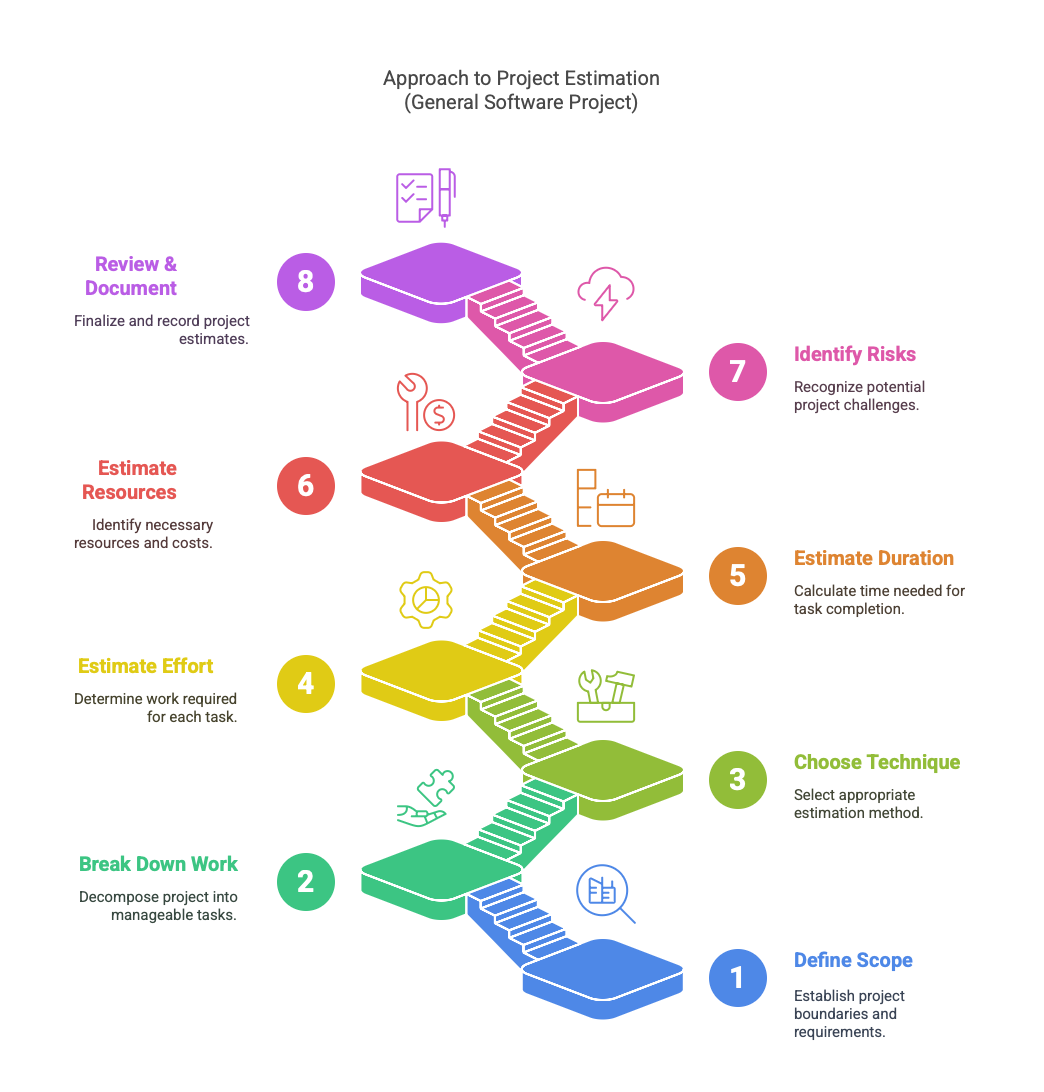 Approach to Project Estimation
(General Software Project)
8
Review &
Document
Finalize and record project
estimates.
7
Identify Risks
Recognize potential
project challenges.
$
6
Estimate
Resources
Identify necessary
resources and costs.
5
Estimate Duration
Calculate time needed for
task completion.
4
Estimate Effort
Determine work required
for each task.
3
Choose Technique
Select appropriate
estimation method.
2
Break Down Work
Decompose project into
manageable tasks.
1
Define Scope
Establish project
boundaries and
requirements.